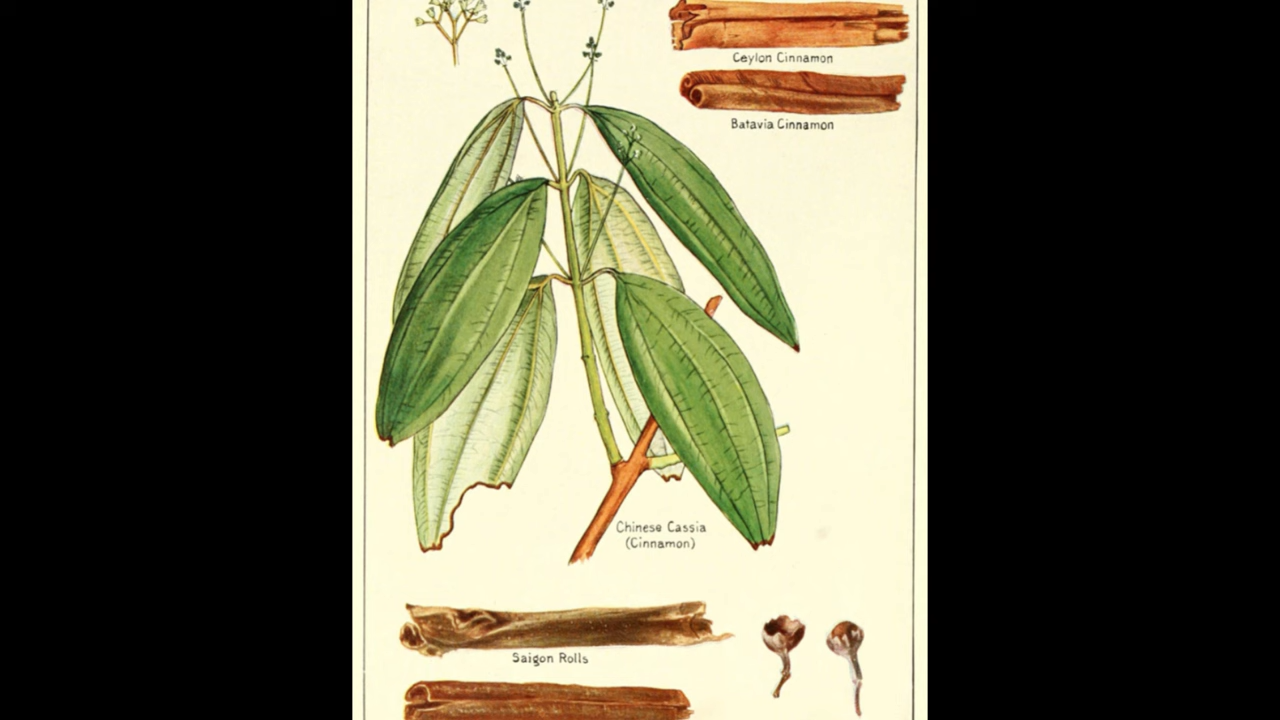 Ceylon Cinnamon
Batavia Cinnamon
Chinese Cassia
(Cinnamon)
Saigon Rolls